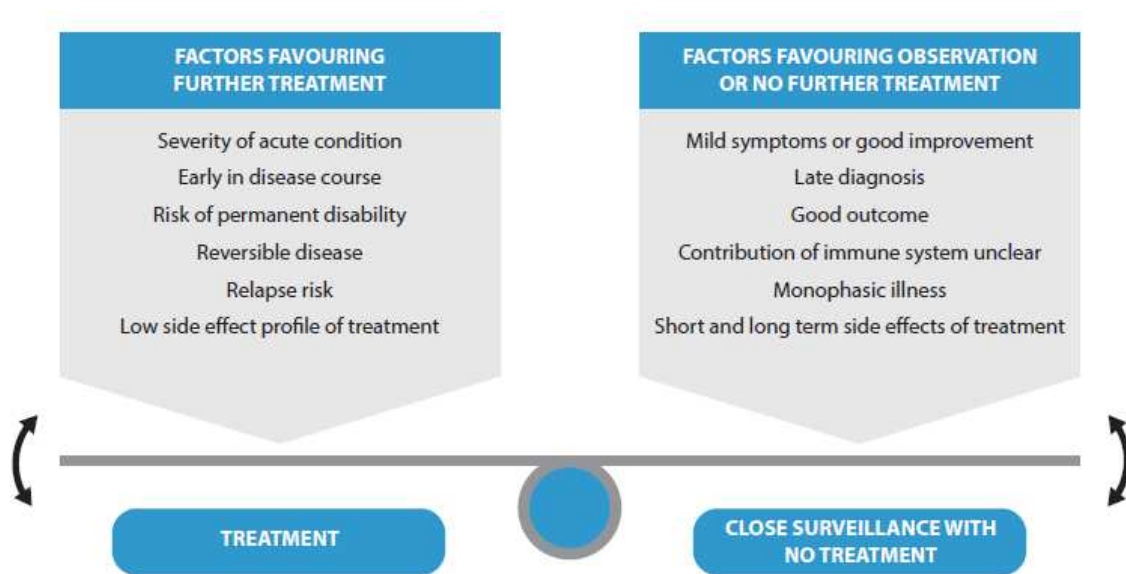 FACTORS FAVOURING
FURTHER TREATMENT
Severity of acute condition
Early in disease course
Risk of permanent disability
Reversible disease
Relapse risk
Low side effect profile of treatment
FACTORS FAVOURING OBSERVATION
OR NO FURTHER TREATMENT
Mild symptoms or good improvement
Late diagnosis
Good outcome
Contribution of immune system unclear
Monophasic illness
Short and long term side effects of treatment
TREATMENT
CLOSE SURVEILLANCE WITH
NO TREATMENT